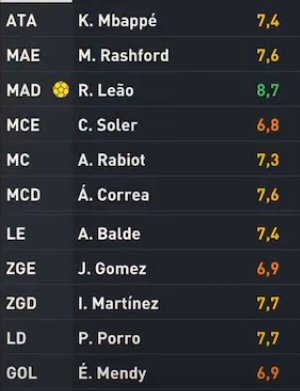 ATA K. Mbappé 7,4
MAE M. Rashford 7,6
MAD R. Leão 8,7
MCE C. Soler 6,8
MC A. Rabiot 7,3
MCD Á. Correa 7,6
LE A. Balde 7,4
ZGE J. Gomez 6,9
ZGD I. Martínez 7,7
LD P. Porro 7,7
GOL É. Mendy 6,9